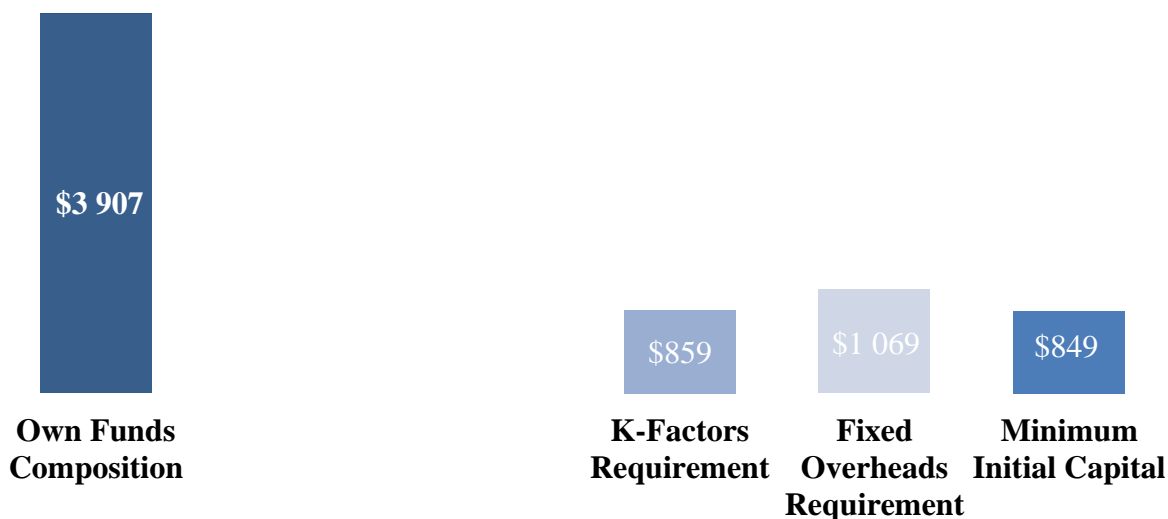 $3 907
$859
$1 069
$849
Own Funds
Composition
K-Factors
Requirement
Fixed
Overheads
Requirement
Minimum
Initial Capital